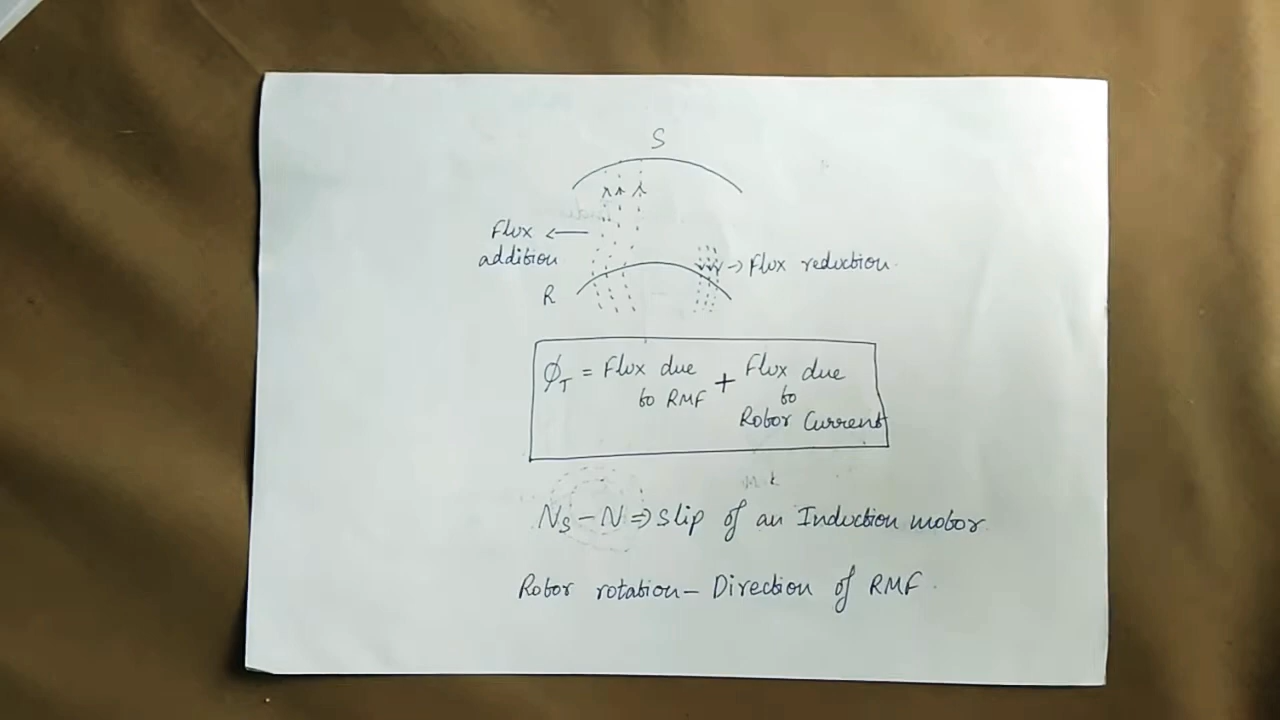 S
Flux
addition
Flux reduction
R
ϕT = Flux due to RMF + Flux due to Rotor Current
NS - N ⇒ slip of an Induction motor
Rotor rotation - Direction of RMF.